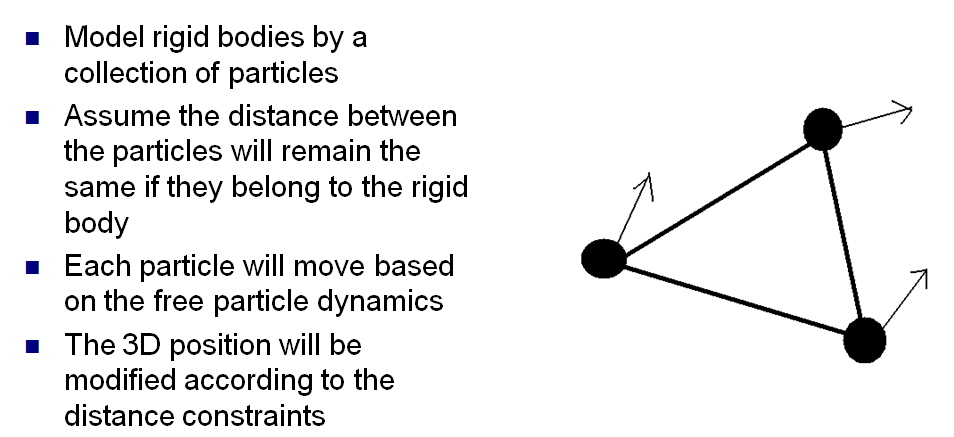 Model rigid bodies by a
collection of particles
Assume the distance between
the particles will remain the
same if they belong to the rigid
body
Each particle will move based
on the free particle dynamics
The 3D position will be
modified according to the
distance constraints